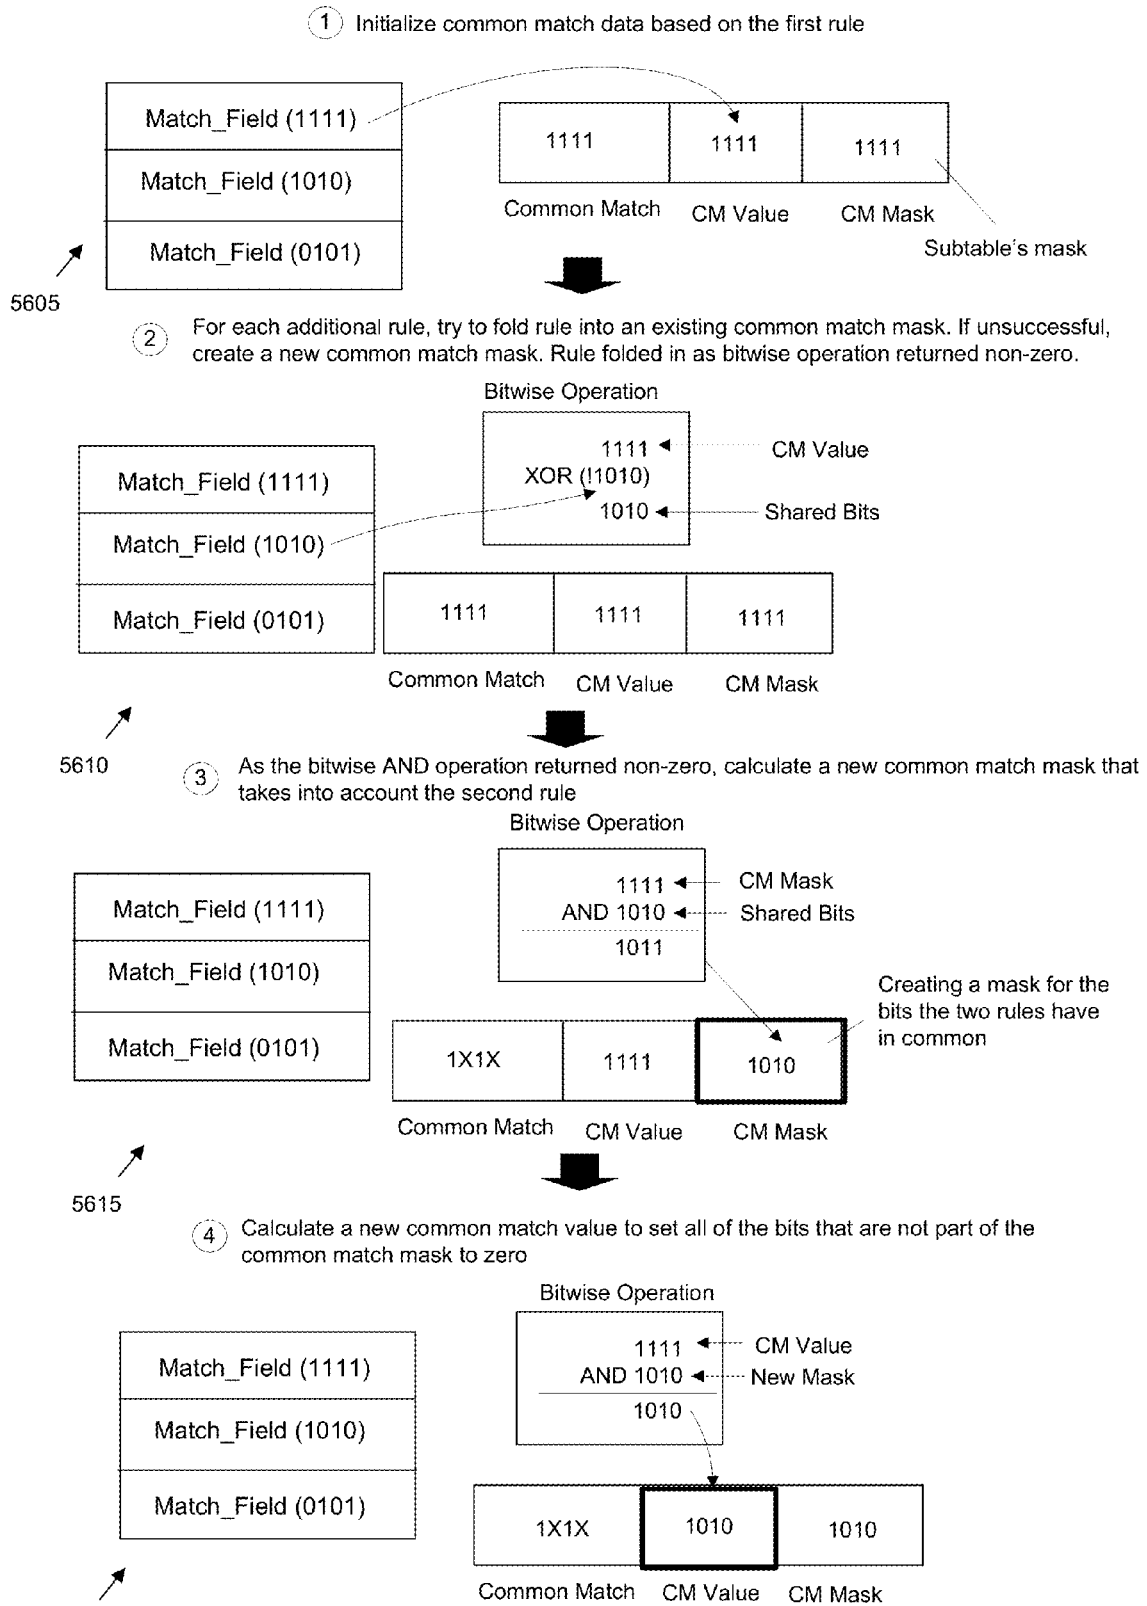 1 Initialize common match data based on the first rule
Match_Field (1111)
Match_Field (1010)
Match_Field (0101)
1111 1111 1111
Common Match CM Value CM Mask
Subtable's mask
5605
2 For each additional rule, try to fold rule into an existing common match mask. If unsuccessful,
create a new common match mask. Rule folded in as bitwise operation returned non-zero.
Bitwise Operation
1111 CM Value
XOR (!1010)
1010 Shared Bits
Match_Field (1111)
Match_Field (1010)
Match_Field (0101)
1111 1111 1111
Common Match CM Value CM Mask
5610
3 As the bitwise AND operation returned non-zero, calculate a new common match mask that
takes into account the second rule
Bitwise Operation
1111 CM Mask
AND 1010 Shared Bits
1011
Match_Field (1111)
Match_Field (1010)
Match_Field (0101)
Creating a mask for the
bits the two rules have
in common
1X1X 1111 1010
Common Match CM Value CM Mask
5615
4 Calculate a new common match value to set all of the bits that are not part of the
common match mask to zero
Bitwise Operation
1111 CM Value
AND 1010 New Mask
1010
Match_Field (1111)
Match_Field (1010)
Match_Field (0101)
1X1X 1010 1010
Common Match CM Value CM Mask